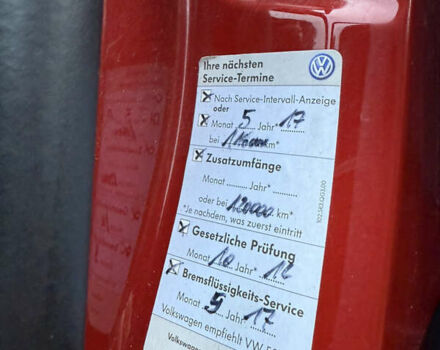 Ihre nächsten
Service-Termine
Nach Service-Intervall-Anzeige
oder
Monat 5 Jahr* 17
bei km*
Zusatzumfänge
Monat ........ Jahr* ........
oder bei 120000 km*
*Je nachdem, was zuerst eintritt
Gesetzliche Prüfung
Monat 10 Jahr* 12
Bremsflüssigkeits-Service
Monat 5 Jahr 17
Volkswagen empfiehlt VW
Volkswagen